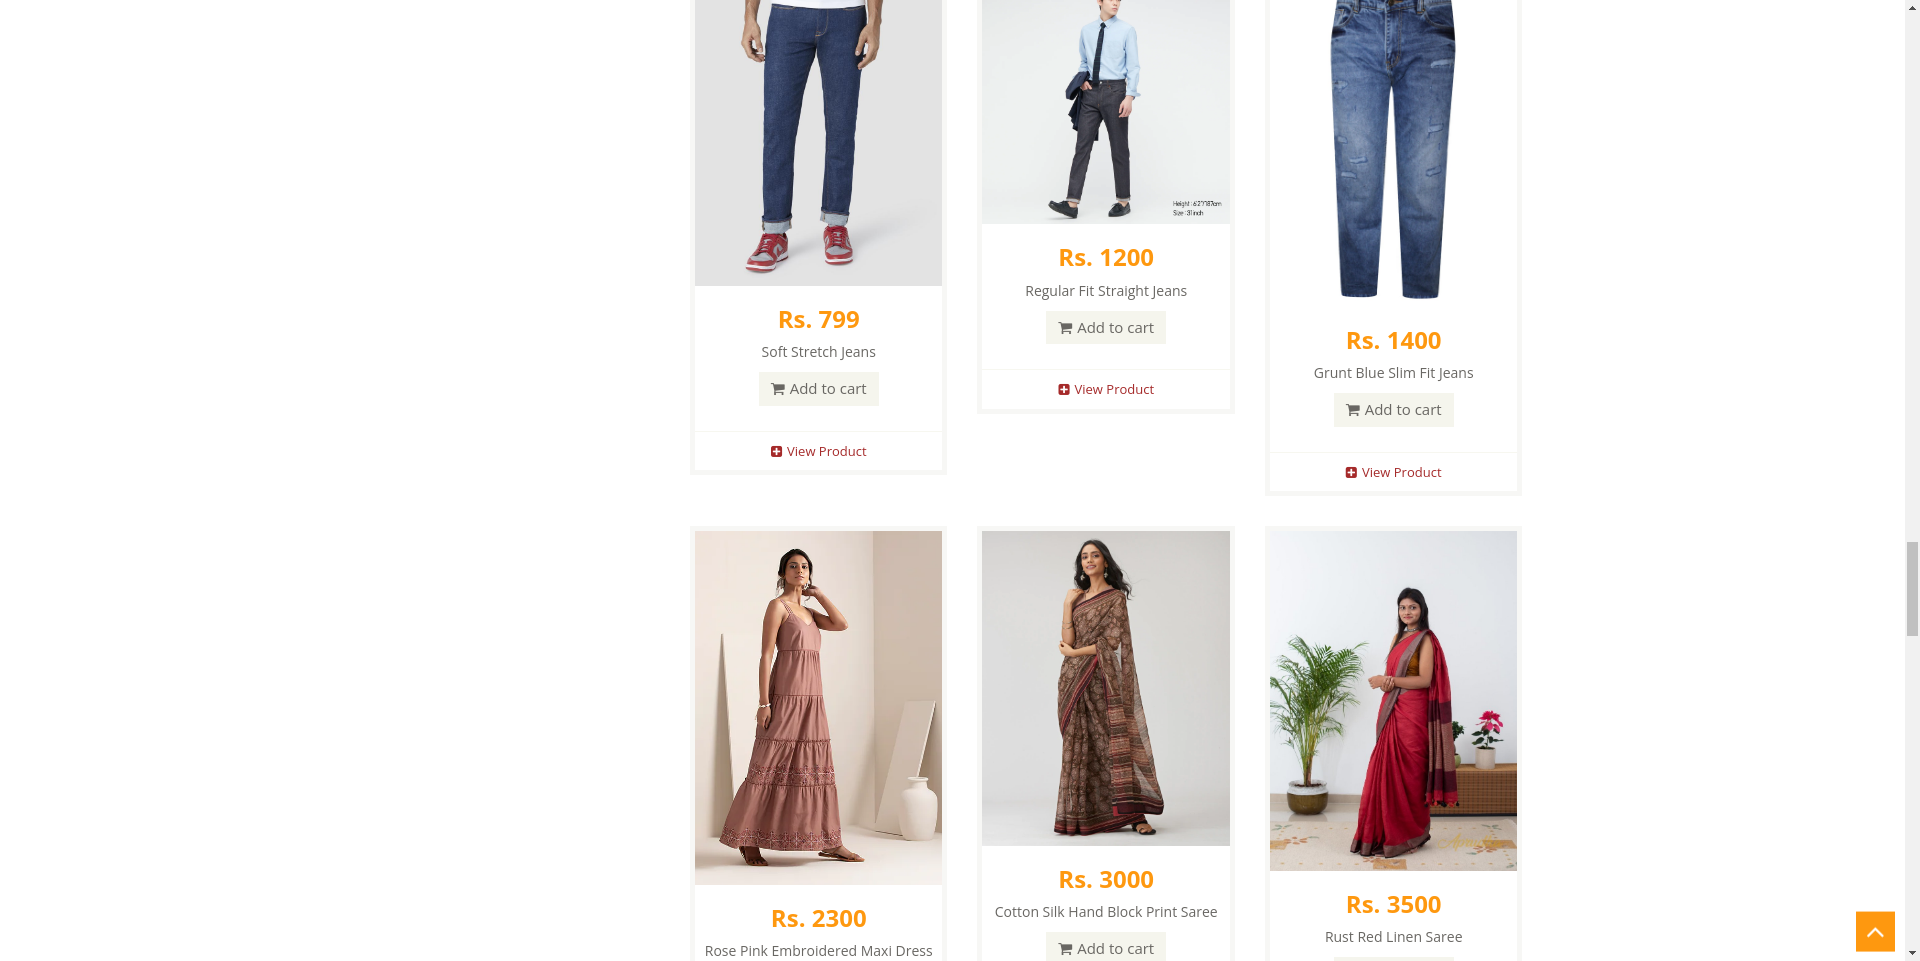 Height : 6'2"/187cm
Size : 31 inch
Rs. 799
Soft Stretch Jeans
Add to cart
View Product
Rs. 1200
Regular Fit Straight Jeans
Add to cart
View Product
Rs. 1400
Grunt Blue Slim Fit Jeans
Add to cart
View Product
Rs. 2300
Rose Pink Embroidered Maxi Dress
Rs. 3000
Cotton Silk Hand Block Print Saree
Add to cart
Rs. 3500
Rust Red Linen Saree